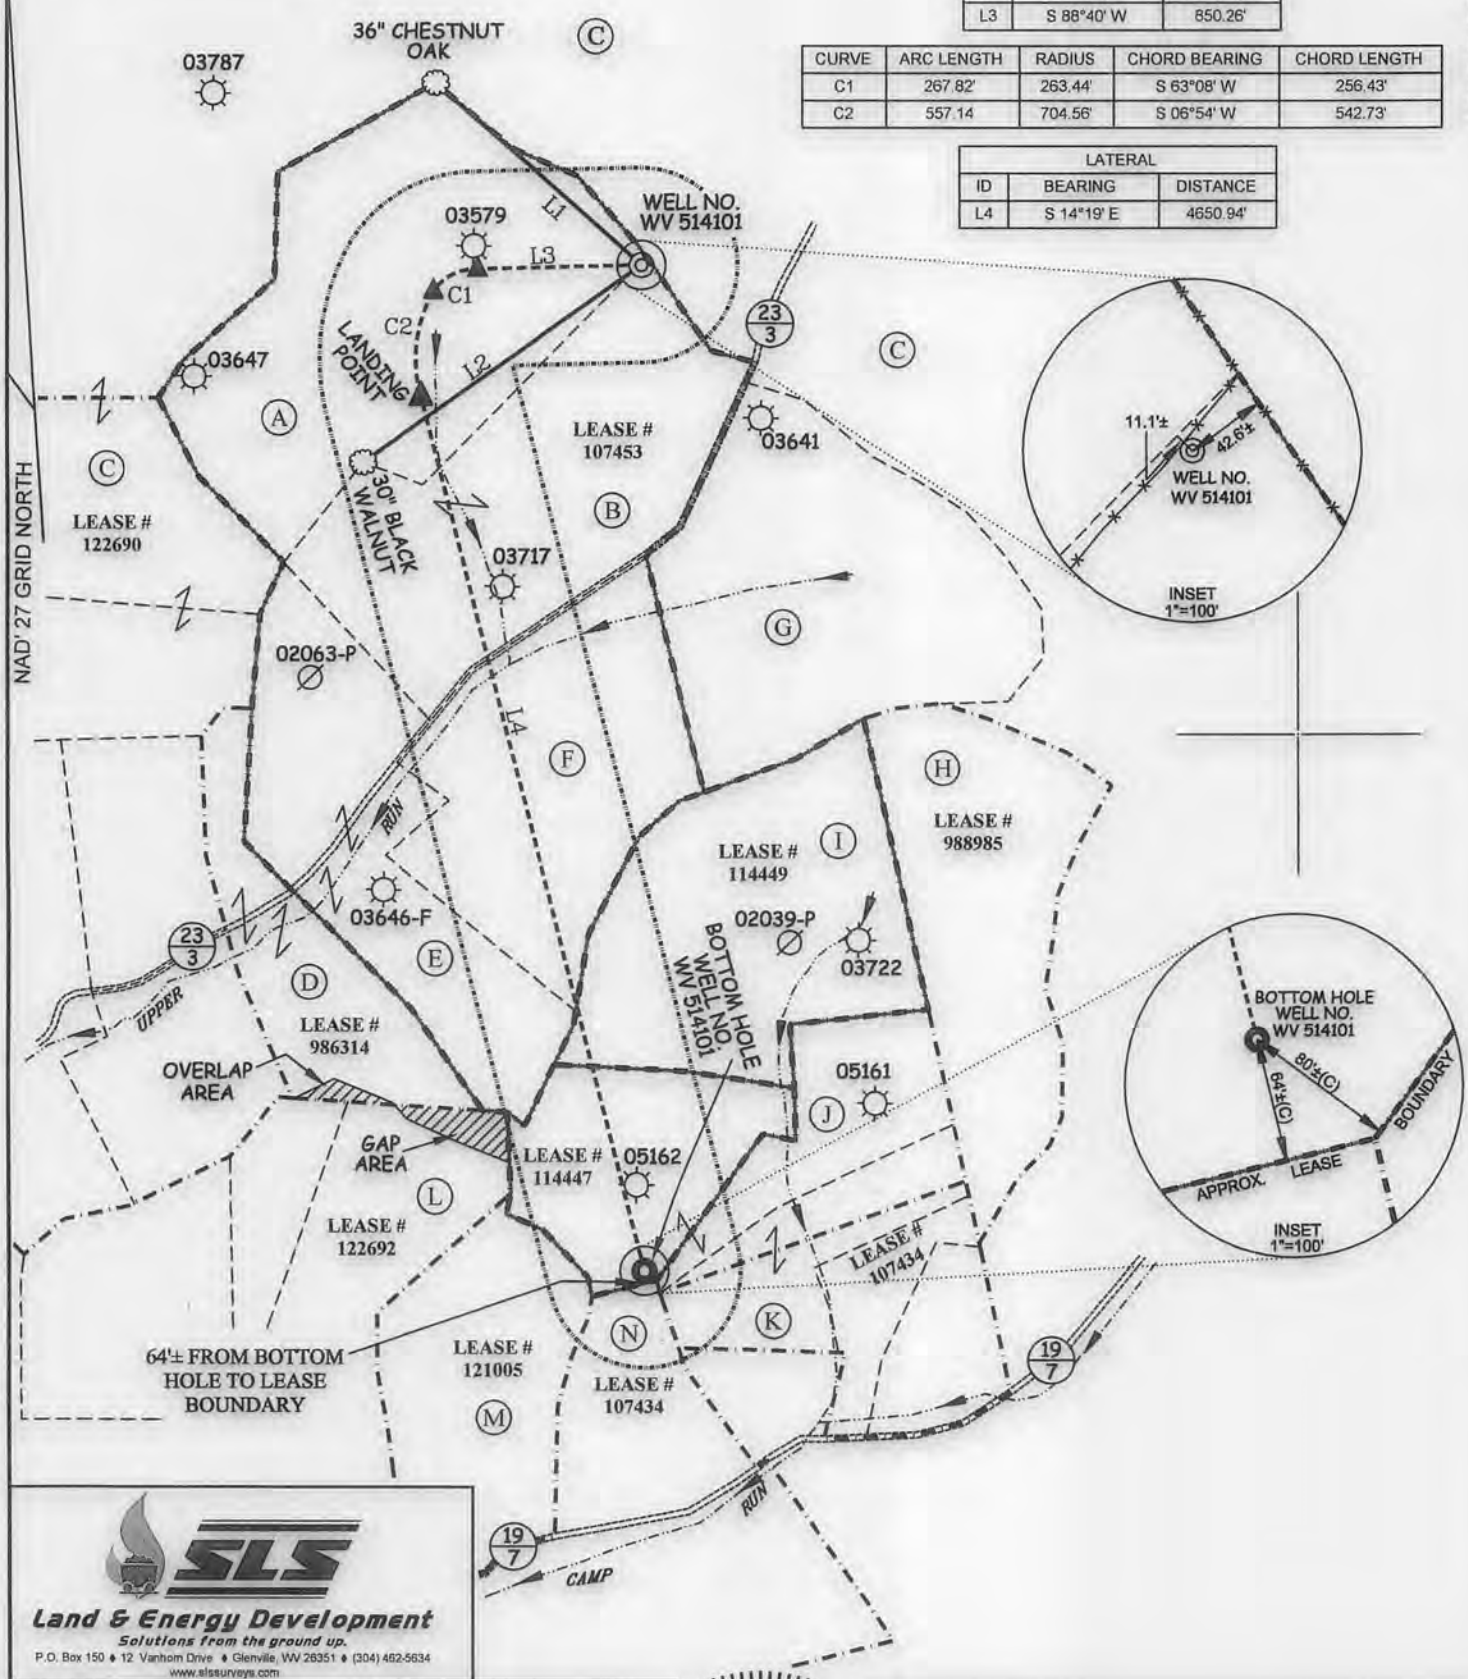 L3 S 88°40' W 850.26'
CURVE ARC LENGTH RADIUS CHORD BEARING CHORD LENGTH
C1 267.82' 263.44' S 63°08' W 256.43'
C2 557.14 704.56' S 06°54' W 542.73'
LATERAL
ID BEARING DISTANCE
L4 S 14°19' E 4650.94'
36" CHESTNUT
OAK
C
03787
03579
WELL NO.
WV 514101
L1
L3
C1
C2
LANDING
POINT
L2
23
3
C
03647
A
C
LEASE #
122690
NAD' 27 GRID NORTH
LEASE #
107453
B
03641
30" BLACK
WALNUT
03717
G
11.1'±
42.6'±
WELL NO.
WV 514101
INSET
1"=100'
02063-P
L4
F
H
LEASE #
988985
I
LEASE #
114449
RUN
03646-F
02039-P
03722
E
D
23
3
UPPER
LEASE #
986314
BOTTOM HOLE
WELL NO.
WV 514101
OVERLAP
AREA
GAP
AREA
05161
J
LEASE #
114447
05162
L
LEASE #
122692
BOTTOM HOLE
WELL NO.
WV 514101
80'±(C)
64'±(C)
BOUNDARY
APPROX. LEASE
INSET
1"=100'
LEASE #
107434
K
N
64'± FROM BOTTOM
HOLE TO LEASE
BOUNDARY
LEASE #
121005
M
LEASE #
107434
19
7
RUN
19
7
CAMP
SLS
Land & Energy Development
Solutions from the ground up.
P.O. Box 150 ♦ 12 Vanhorn Drive ♦ Glenville, WV 26351 ♦ (304) 462-5634
www.slssurveys.com